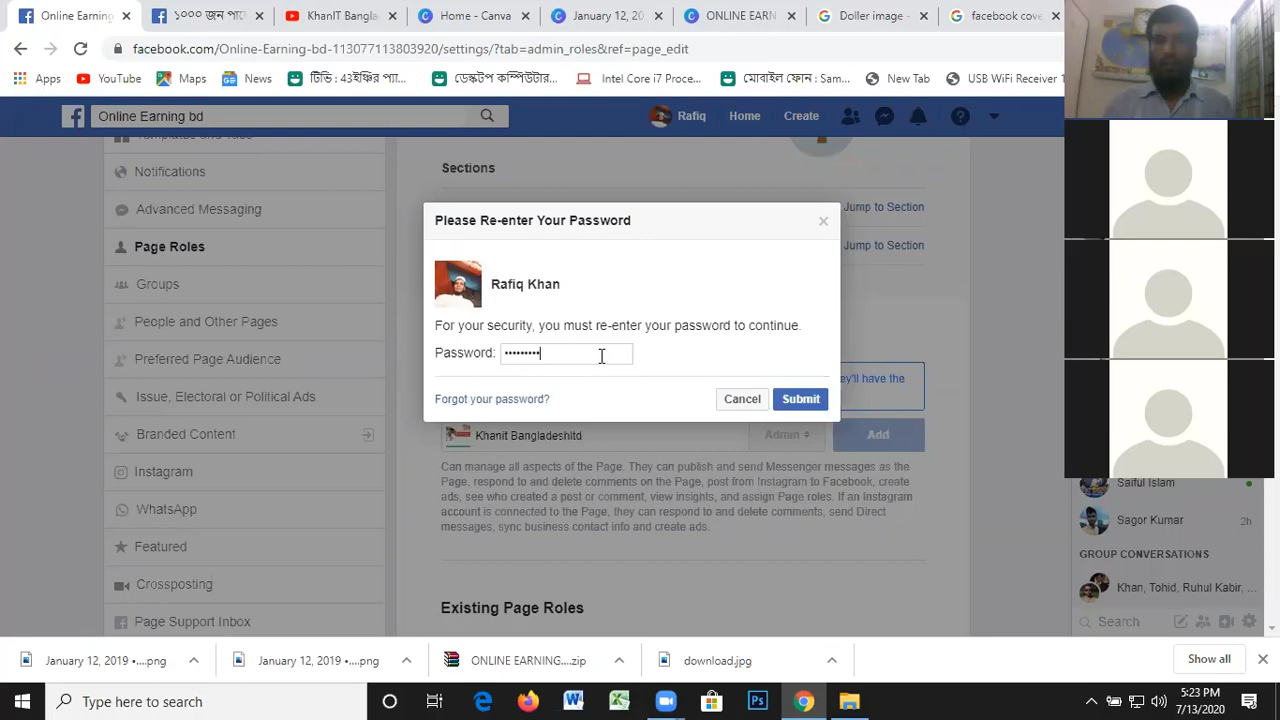 Online Earning
১০০০ জন পাে
KhanIT Bangla
Home - Canva
January 12, 20
ONLINE EARN
Doller image -
facebook cove
facebook.com/Online-Earning-bd-113077113803920/settings/?tab=admin_roles&ref=page_edit
Apps
YouTube
Maps
News
টিভি : 43ইঞ্চির প্যা...
ডেস্কটপ কম্পিউটার...
Intel Core i7 Proce...
মোবাইল ফোন : Sam...
New Tab
USB WiFi Receiver 1
Online Earning bd
Rafiq
Home
Create
Templates and Tabs
Notifications
Advanced Messaging
Page Roles
Groups
People and Other Pages
Preferred Page Audience
Issue, Electoral or Political Ads
Branded Content
Instagram
WhatsApp
Featured
Crossposting
Page Support Inbox
Sections
Jump to Section
Jump to Section
Please Re-enter Your Password
Rafiq Khan
For your security, you must re-enter your password to continue.
Password: •••••••••
Forgot your password?
Cancel
Submit
ey'll have the
Khanit Bangladeshltd
Admin
Add
Can manage all aspects of the Page. They can publish and send Messenger messages as the
Page, respond to and delete comments on the Page, post from Instagram to Facebook, create
ads, see who created a post or comment, view insights, and assign Page roles. If an Instagram
account is connected to the Page, they can respond to and delete comments, send Direct
messages, sync business contact info and create ads.
Existing Page Roles
Saiful Islam
Sagor Kumar
2h
GROUP CONVERSATIONS
Khan, Tohid, Ruhul Kabir, ...
Search
January 12, 2019 •....png
January 12, 2019 •....png
ONLINE EARNING....zip
download.jpg
Show all
Type here to search
5:23 PM
7/13/2020